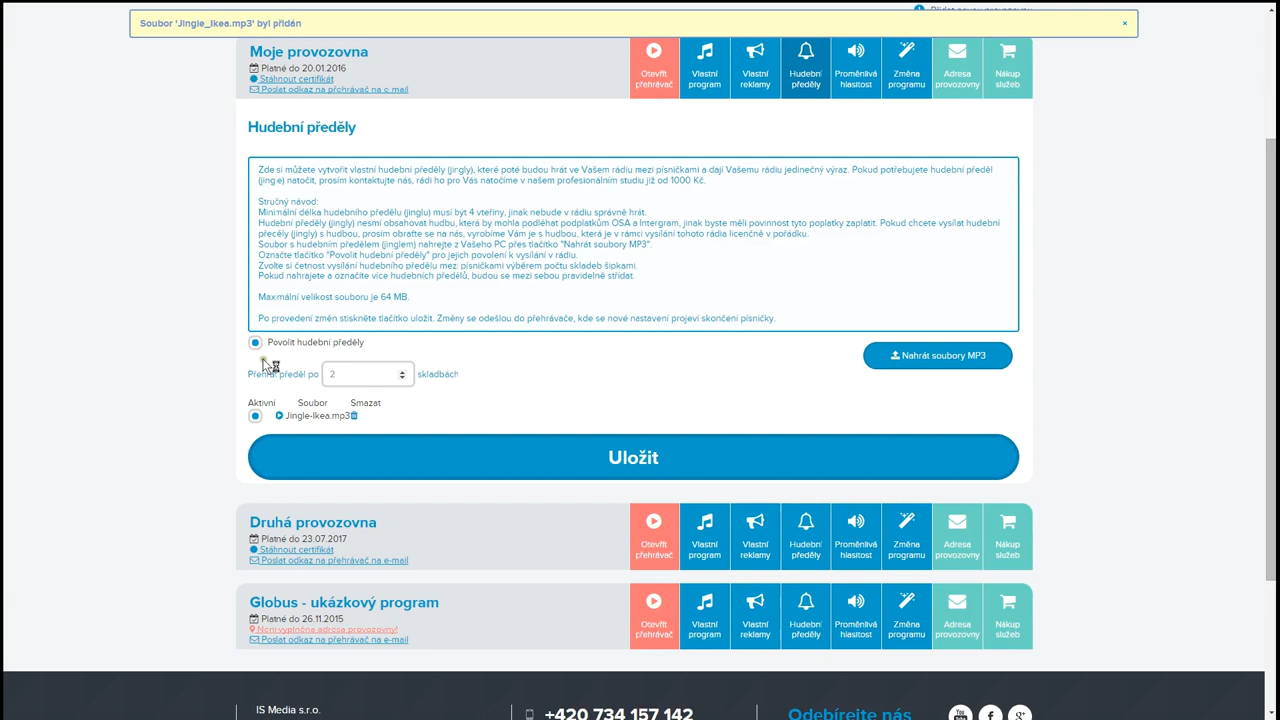 Soubor 'Jingle_Ikea.mp3' byl přidán
×
Moje provozovna
Platné do 20.01.2016
Stáhnout certifikát
Poslat odkaz na přehrávač na e-mail
Otevřít přehrávač
Vlastní program
Vlastní reklamy
Hudební předěly
Proměnlivá hlasitost
Změna programu
Adresa provozovny
Nákup služeb
Hudební předěly
Zde si můžete vytvořit vlastní hudební předěly (jingly), které poté budou hrát ve Vašem rádiu mezi písničkami a dají Vašemu rádiu jedinečný výraz. Pokud potřebujete hudební předěl
(jingle) natočit, prosím kontaktujte nás, rádi ho pro Vás natočíme v našem profesionálním studiu již od 1000 Kč.
Stručný návod:
Minimální délka hudebního předělu (jinglu) musí být 4 vteřiny, jinak nebude v rádiu správně hrát.
Hudební předěly (jingly) nesmí obsahovat hudbu, která by mohla podléhat podplatkům OSA a Intergram, jinak byste měli povinnost tyto poplatky zaplatit. Pokud chcete vysílat hudební
předěly (jingly) s hudbou, vyrobíme Vám je s hudbou, která je v rámci vysílání tohoto rádia licenčně v pořádku.
Soubor s hudebním předělem (jinglem) nahrejte z Vašeho PC přes tlačítko "Nahrát soubory MP3".
Označte tlačítko "Povolit hudební předěly" pro jejich povolení k vysílání v rádiu.
Zvolte si četnost vysílání hudebního předělu mezi písničkami výběrem počtu skladeb šipkami.
Pokud nahrajete a označíte více hudebních předělů, budou se mezi sebou pravidelně střídat.
Maximální velikost souboru je 64 MB.
Po provedení změn stiskněte tlačítko uložit. Změny se odešlou do přehrávače, kde se nové nastavení projeví skončení písničky.
Povolit hudební předěly
Nahrát soubory MP3
Přehrát předěl po 2 skladbách
Aktivní Soubor Smazat
Jingle-Ikea.mp3
Uložit
Druhá provozovna
Platné do 23.07.2017
Stáhnout certifikát
Poslat odkaz na přehrávač na e-mail
Otevřít přehrávač
Vlastní program
Vlastní reklamy
Hudební předěly
Proměnlivá hlasitost
Změna programu
Adresa provozovny
Nákup služeb
Globus - ukázkový program
Platné do 26.11.2015
Není vyplněna adresa provozovny!
Poslat odkaz na přehrávač na e-mail
Otevřít přehrávač
Vlastní program
Vlastní reklamy
Hudební předěly
Proměnlivá hlasitost
Změna programu
Adresa provozovny
Nákup služeb
IS Media s.r.o.
+420 734 157 142
Odebírejte nás
You Tube
f
g+